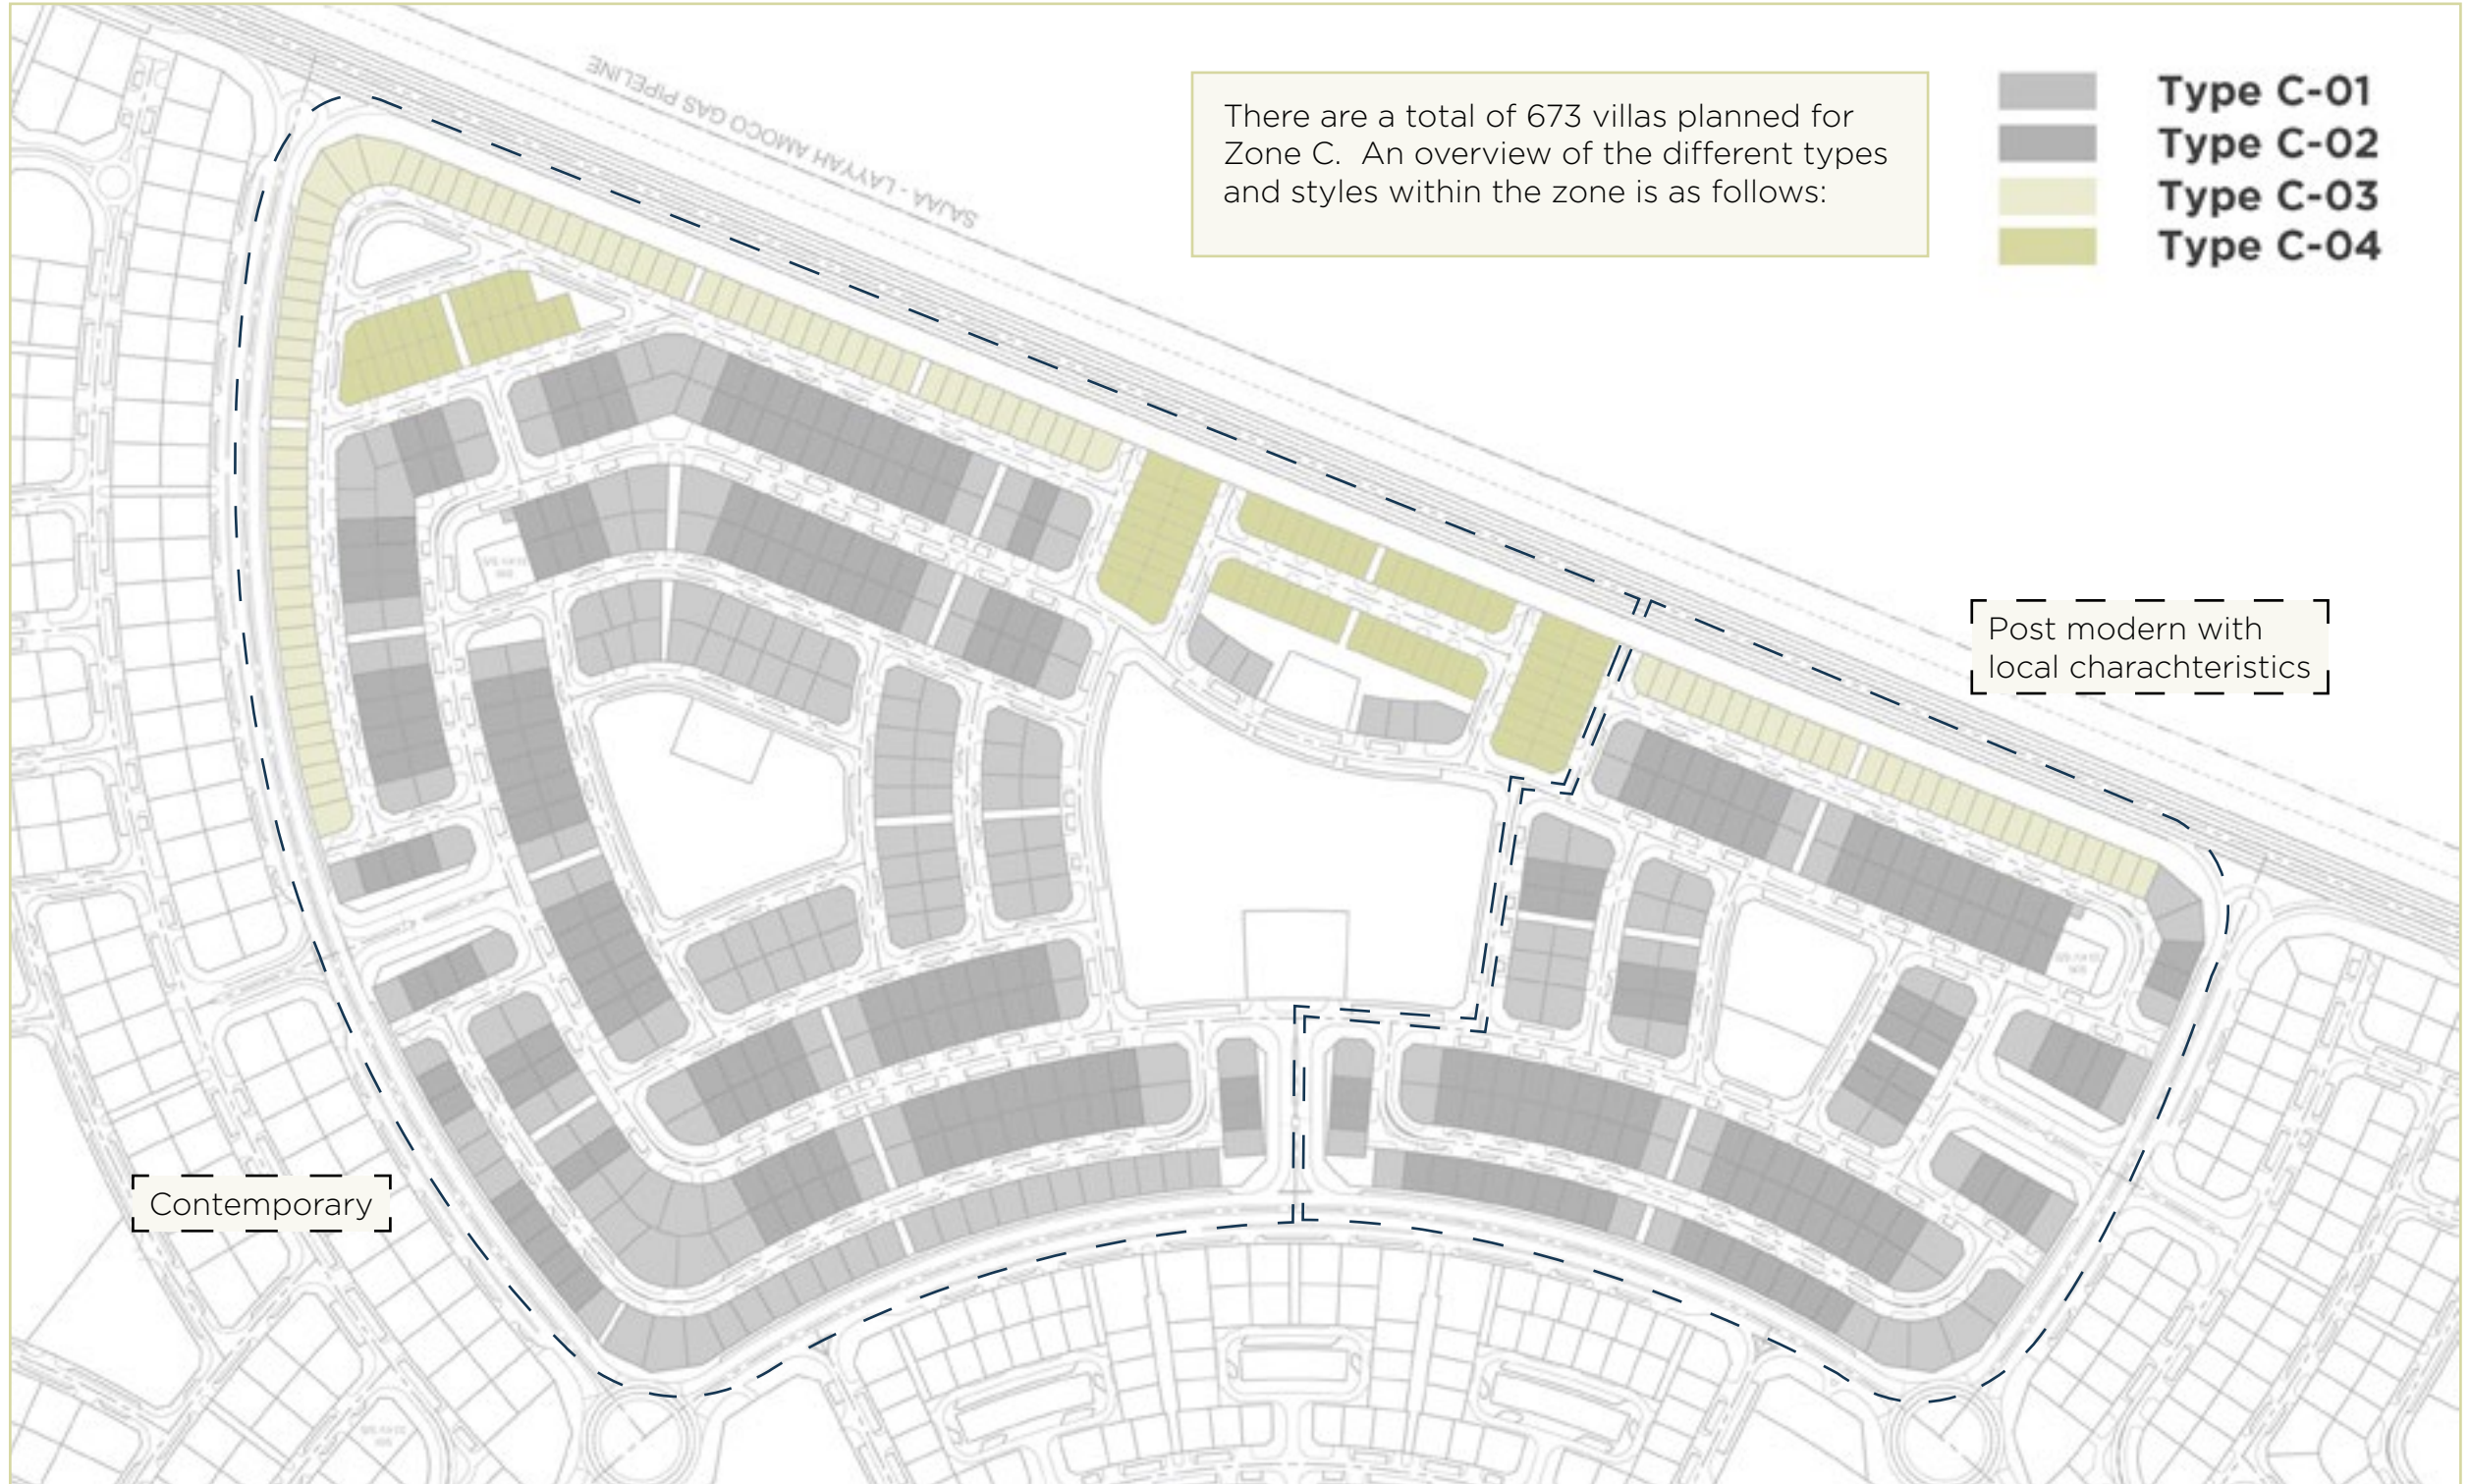 SAJAA - LAYYAH AMOCO GAS PIPELINE
There are a total of 673 villas planned for
Zone C.  An overview of the different types
and styles within the zone is as follows:
Type C-01
Type C-02
Type C-03
Type C-04
Post modern with
local charachteristics
Contemporary